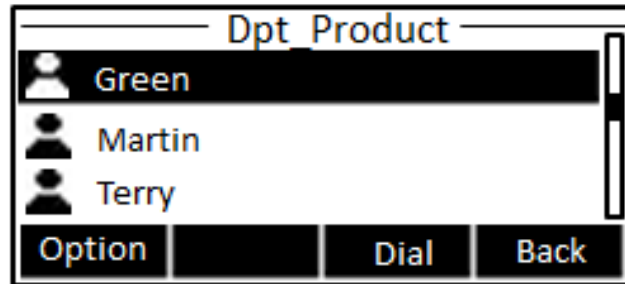 Dpt_Product
Green
Martin
Terry
Option Dial Back